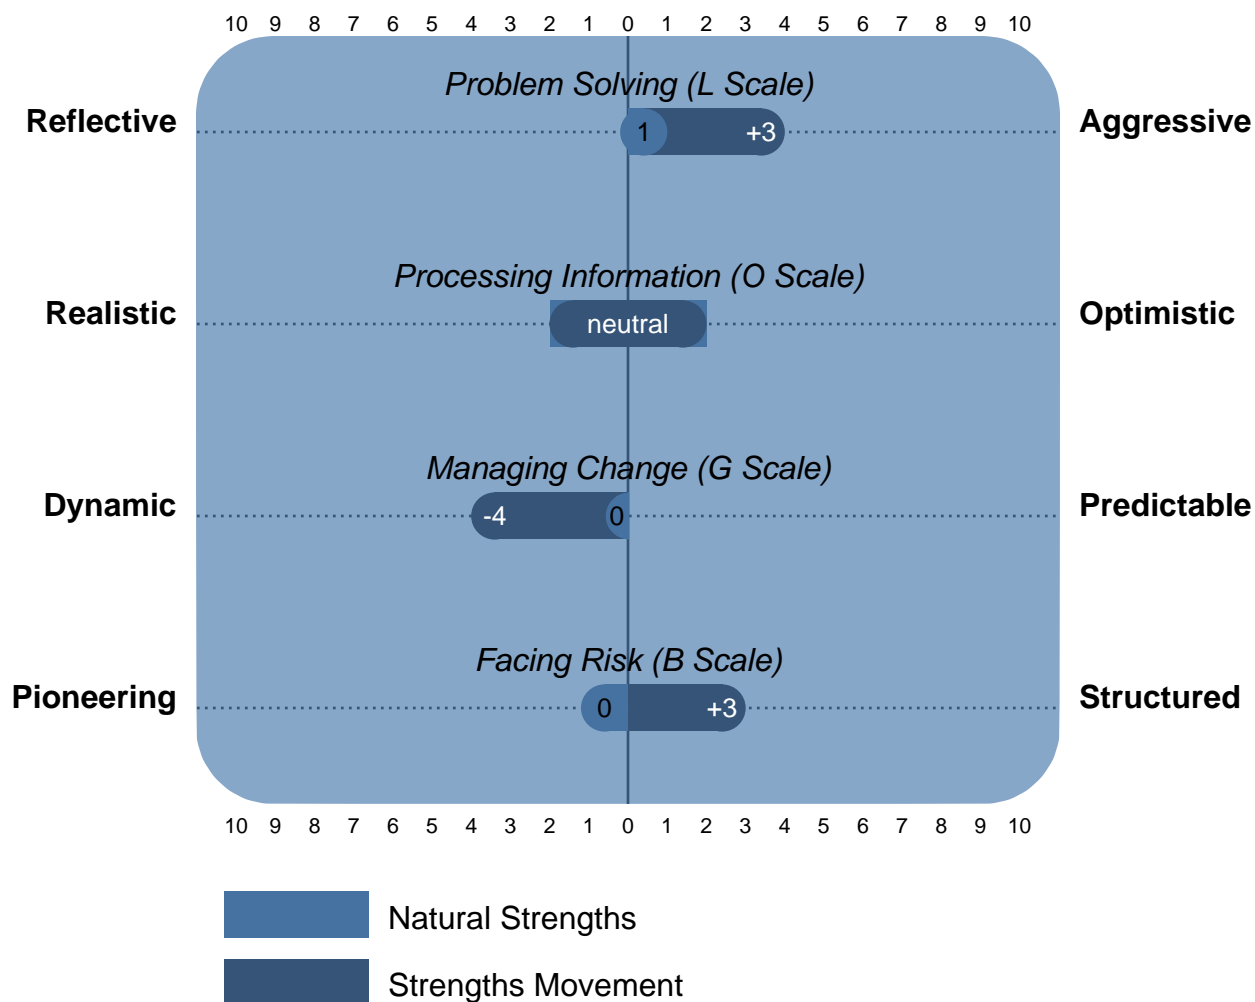 10 9 8 7 6 5 4 3 2 1 0 1 2 3 4 5 6 7 8 9 10
Problem Solving (L Scale)
Reflective 1 +3 Aggressive
Processing Information (O Scale)
Realistic neutral Optimistic
Managing Change (G Scale)
Dynamic -4 0 Predictable
Facing Risk (B Scale)
Pioneering 0 +3 Structured
10 9 8 7 6 5 4 3 2 1 0 1 2 3 4 5 6 7 8 9 10
Natural Strengths
Strengths Movement